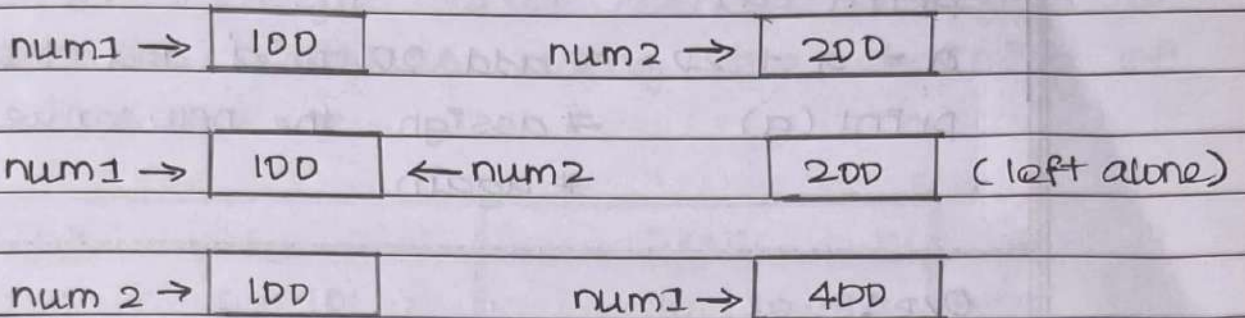 num1 → 100 num2 → 200
num1 → 100 ← num2 200 (left alone)
num 2 → 100 num1 → 400